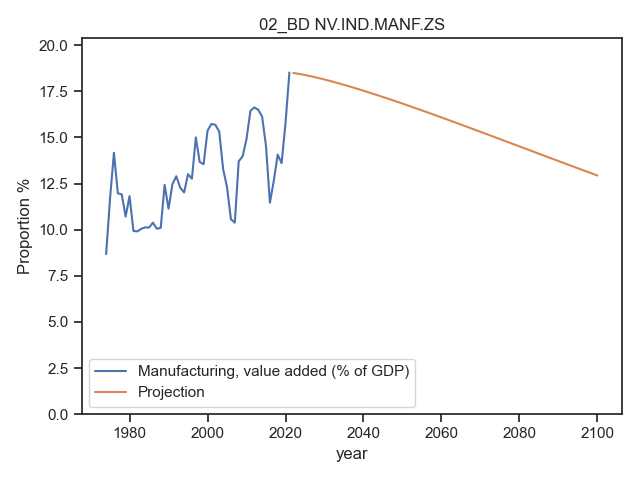 02_BD NV.IND.MANF.ZS
Proportion %
20.0
17.5
15.0
12.5
10.0
7.5
5.0
2.5
0.0
Manufacturing, value added (% of GDP)
Projection
1980 2000 2020 2040 2060 2080 2100
year